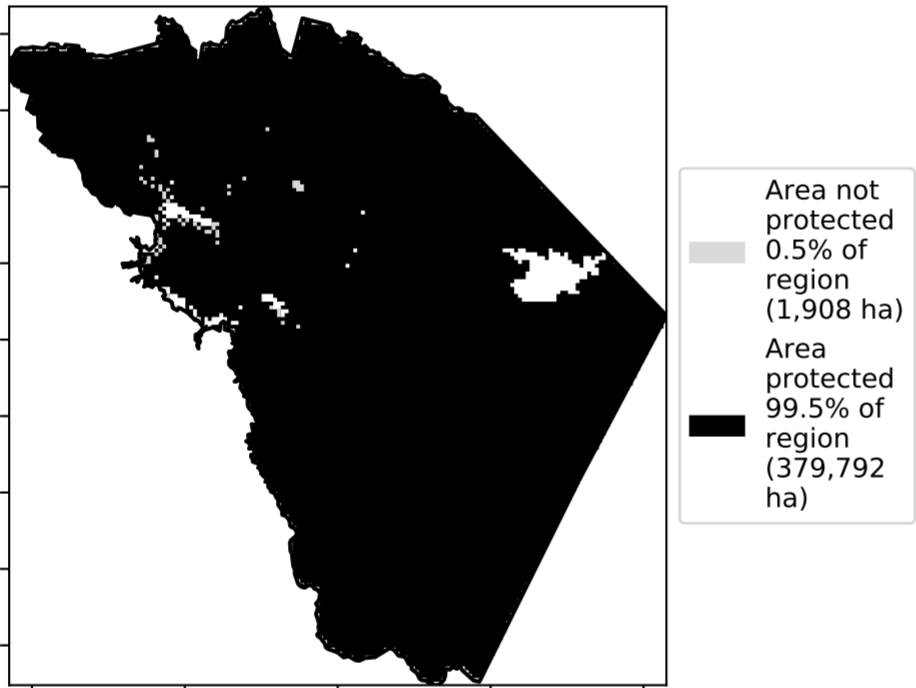 Area not
protected
0.5% of
region
(1,908 ha)
Area
protected
99.5% of
region
(379,792
ha)